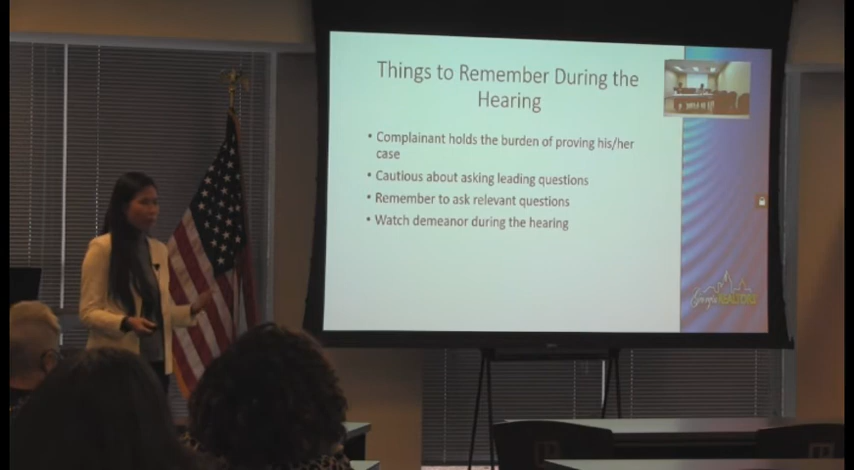 Things to Remember During the
Hearing
• Complainant holds the burden of proving his/her
case
• Cautious about asking leading questions
• Remember to ask relevant questions
• Watch demeanor during the hearing
Georgia REALTORS